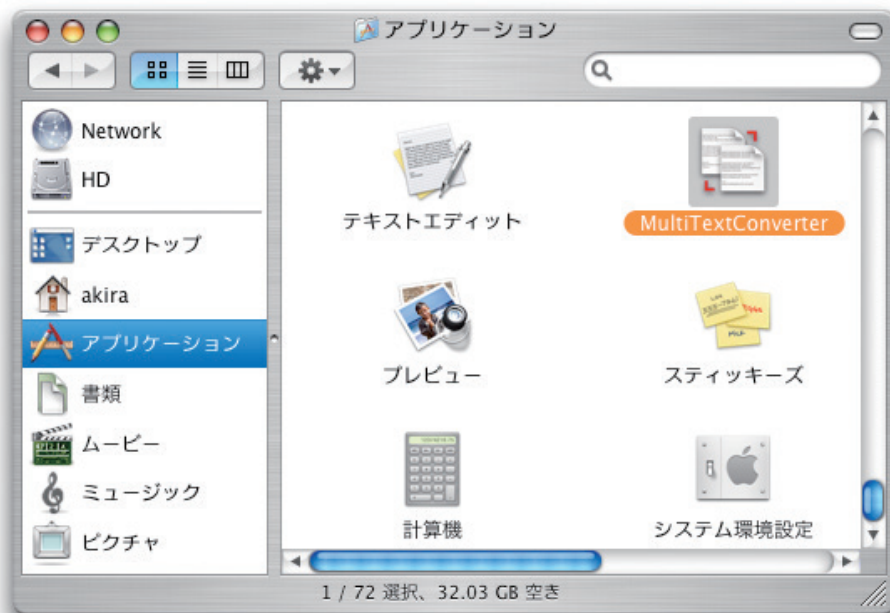 アプリケーション
Network
HD
デスクトップ
akira
アプリケーション
書類
ムービー
ミュージック
ピクチャ
テキストエディット
MultiTextConverter
プレビュー
スティッキーズ
計算機
システム環境設定
1 / 72 選択、32.03 GB 空き